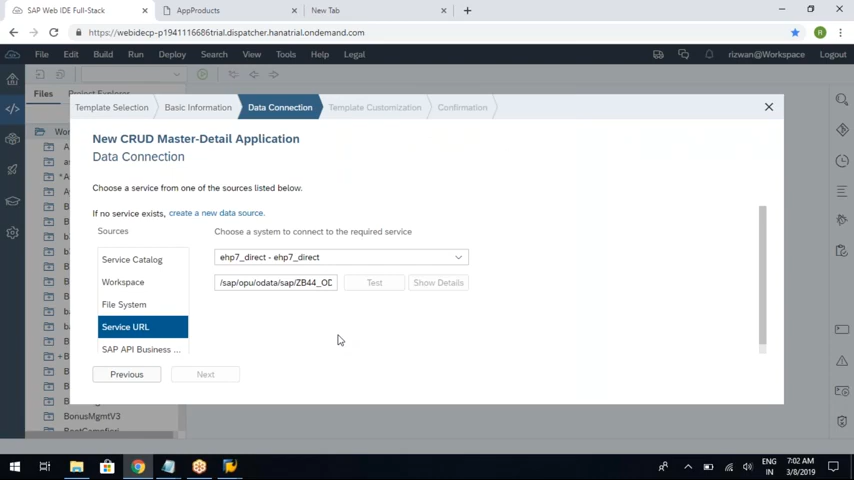 SAP Web IDE Full-Stack
AppProducts
New Tab
https://webidecp-p1941116686trial.dispatcher.hanatrial.ondemand.com
R
File Edit Build Run Deploy Search View Tools Help Legal
rizwan@Workspace Logout
Files Project Explorer
Template Selection Basic Information Data Connection Template Customization Confirmation
New CRUD Master-Detail Application
Data Connection
Choose a service from one of the sources listed below.
If no service exists, create a new data source.
Sources
Choose a system to connect to the required service
Service Catalog
ehp7_direct - ehp7_direct
Workspace
/sap/opu/odata/sap/ZB44_OD
Test
Show Details
File System
Service URL
SAP API Business ...
Previous
Next
BonusMgmtV3
ENG
IN
7:02 AM
3/8/2019